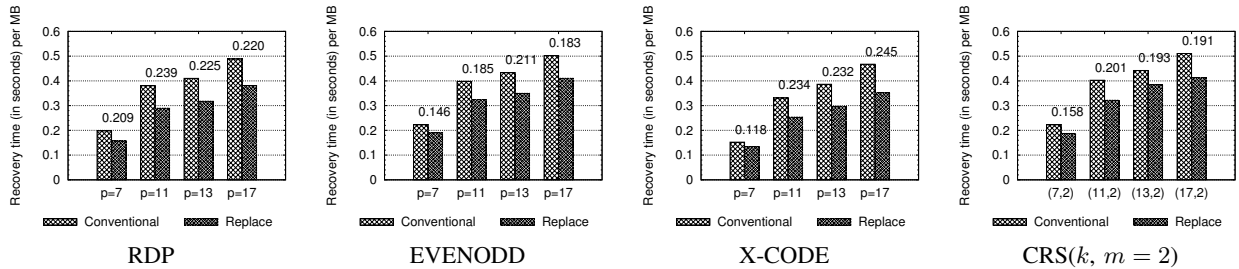 Recovery time (in seconds) per MB
0.6
0.5
0.4
0.3
0.2
0.1
0
0.209
0.239
0.225
0.220
p=7 p=11 p=13 p=17
Conventional Replace
RDP
Recovery time (in seconds) per MB
0.6
0.5
0.4
0.3
0.2
0.1
0
0.146
0.185
0.211
0.183
p=7 p=11 p=13 p=17
Conventional Replace
EVENODD
Recovery time (in seconds) per MB
0.6
0.5
0.4
0.3
0.2
0.1
0
0.118
0.234
0.232
0.245
p=7 p=11 p=13 p=17
Conventional Replace
X-CODE
Recovery time (in seconds) per MB
0.6
0.5
0.4
0.3
0.2
0.1
0
0.158
0.201
0.193
0.191
(7,2) (11,2) (13,2) (17,2)
Conventional Replace
CRS(k, m = 2)